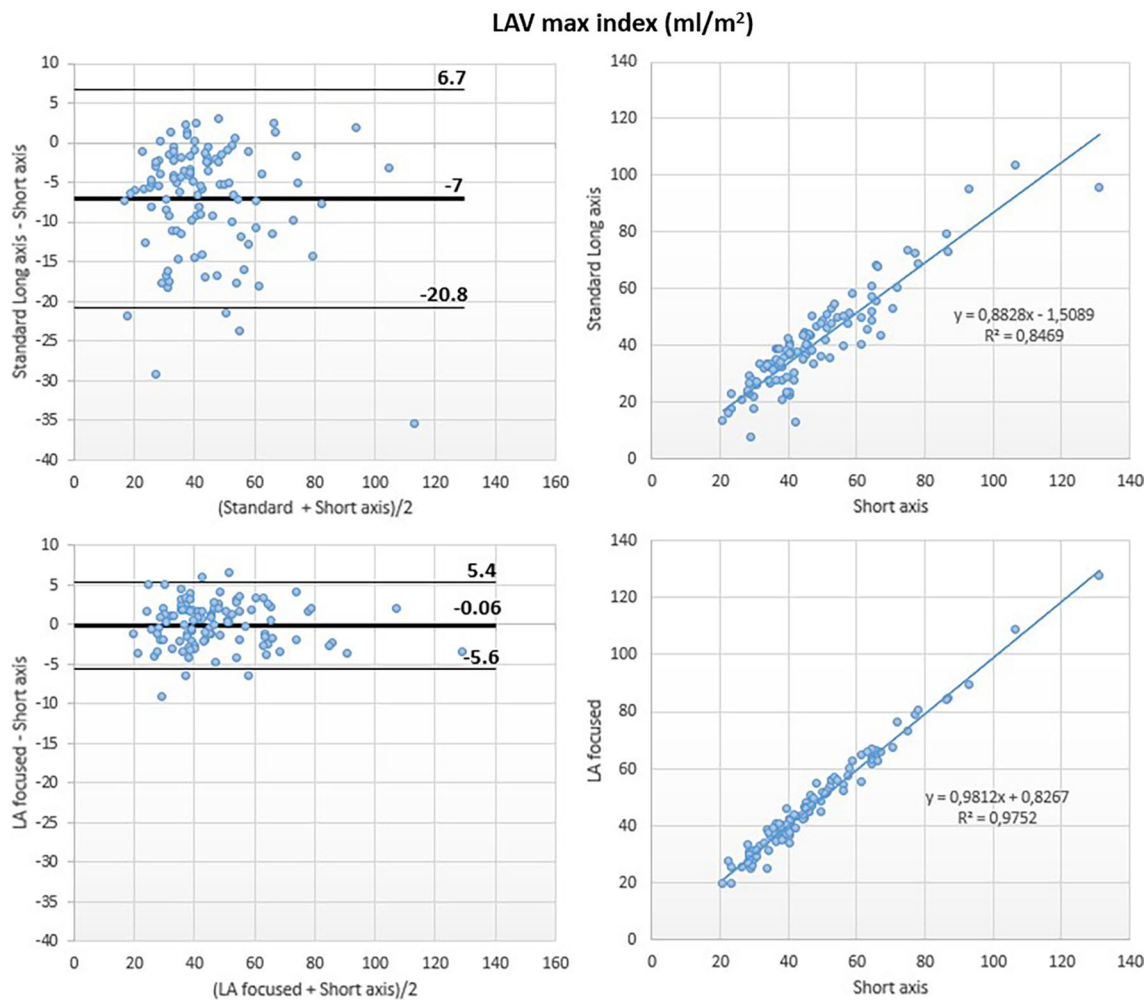 LAV max index (ml/m²)
Standard Long axis - Short axis
10
5
0
-5
-10
-15
-20
-25
-30
-35
-40
6.7
-7
-20.8
0 20 40 60 80 100 120 140 160
(Standard + Short axis)/2
Standard Long axis
140
120
100
80
60
40
20
0
y = 0,8828x - 1,5089
R² = 0,8469
0 20 40 60 80 100 120 140
Short axis
LA focused - Short axis
10
5
0
-5
-10
-15
-20
-25
-30
-35
-40
5.4
-0.06
-5.6
0 20 40 60 80 100 120 140 160
(LA focused + Short axis)/2
LA focused
140
120
100
80
60
40
20
0
y = 0,9812x + 0,8267
R² = 0,9752
0 20 40 60 80 100 120 140
Short axis